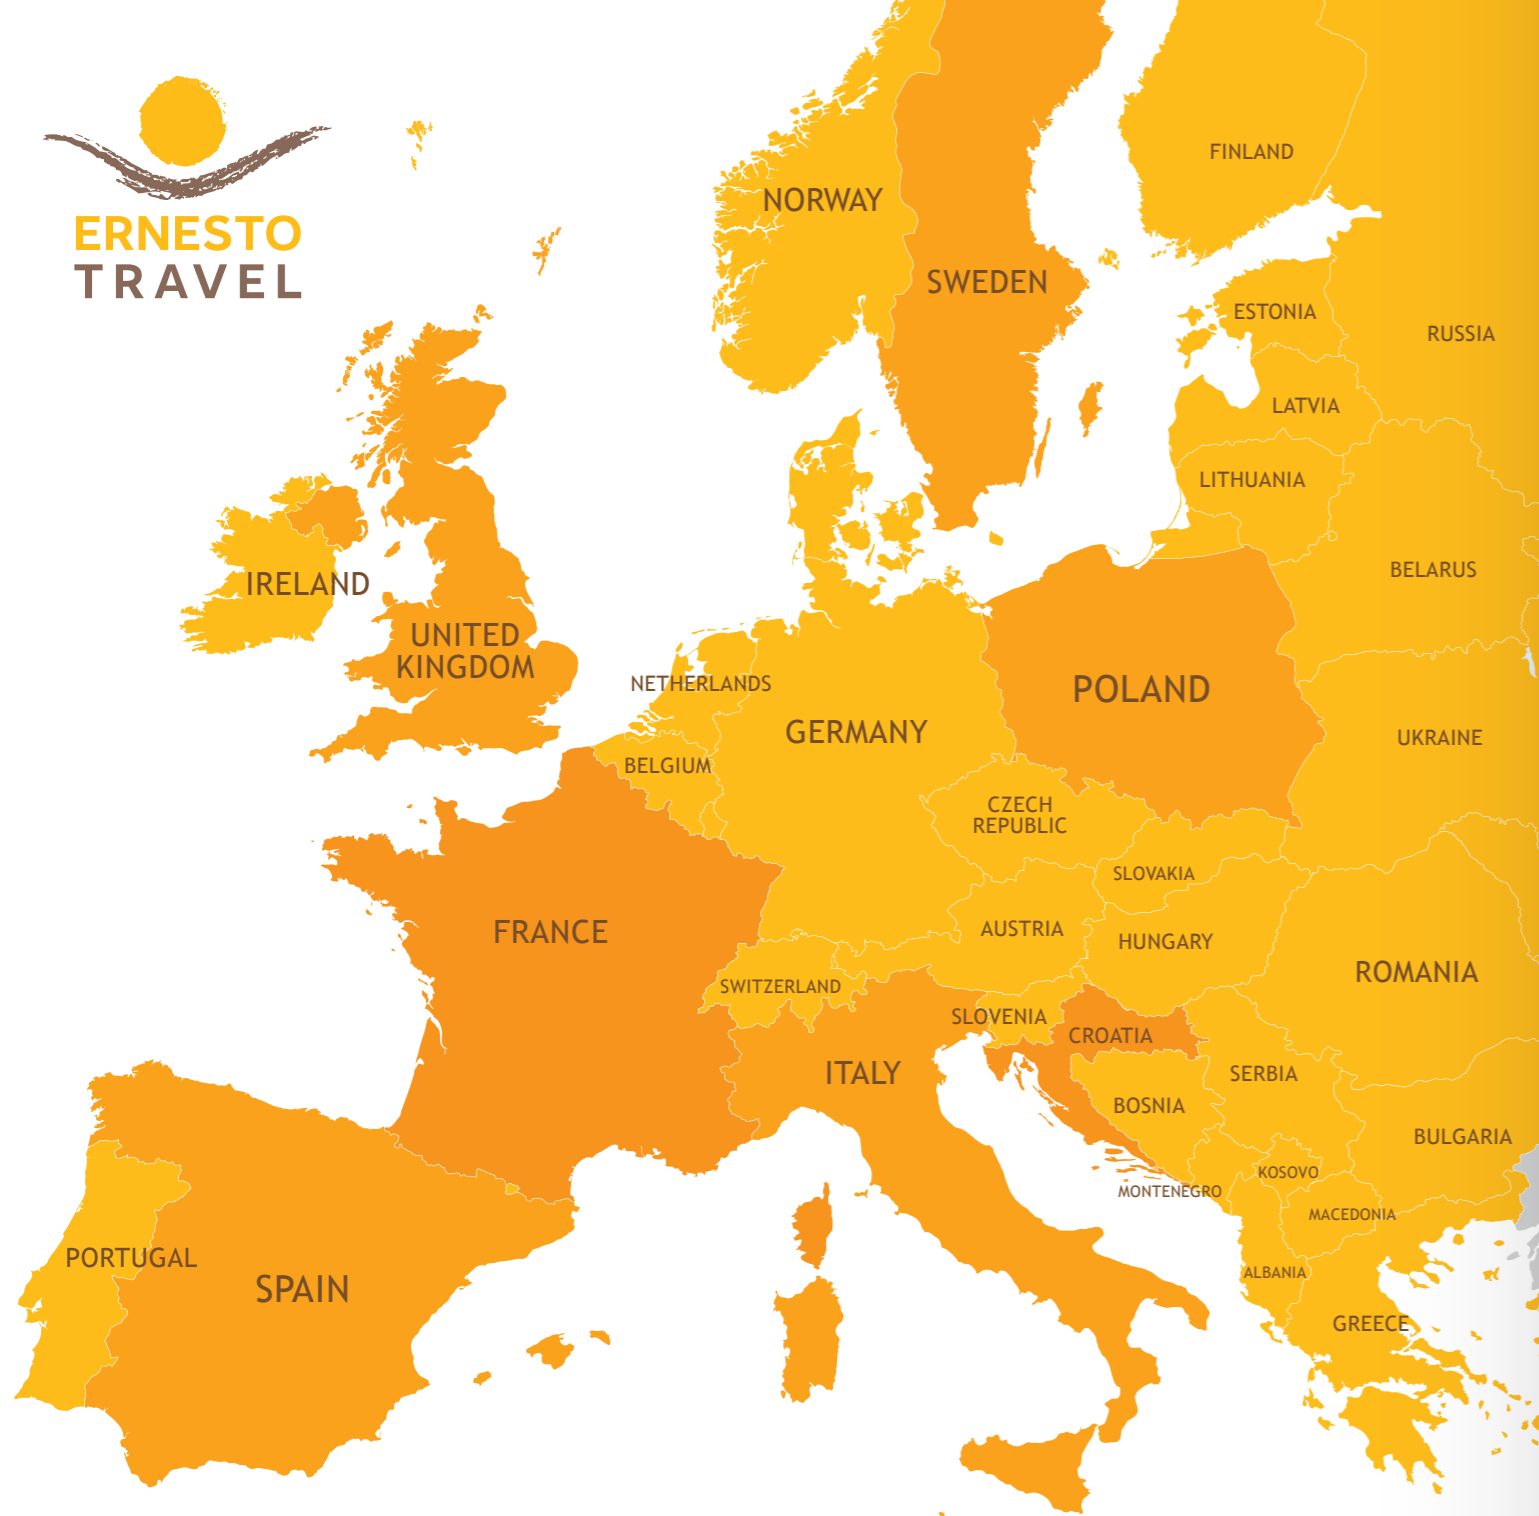 ERNESTO
TRAVEL
FINLAND
NORWAY
SWEDEN
ESTONIA
RUSSIA
LATVIA
LITHUANIA
BELARUS
IRELAND
UNITED
KINGDOM
NETHERLANDS
POLAND
GERMANY
UKRAINE
BELGIUM
CZECH
REPUBLIC
SLOVAKIA
FRANCE
AUSTRIA
HUNGARY
ROMANIA
SWITZERLAND
SLOVENIA
CROATIA
ITALY
SERBIA
BOSNIA
BULGARIA
KOSOVO
MONTENEGRO
MACEDONIA
PORTUGAL
ALBANIA
SPAIN
GREECE